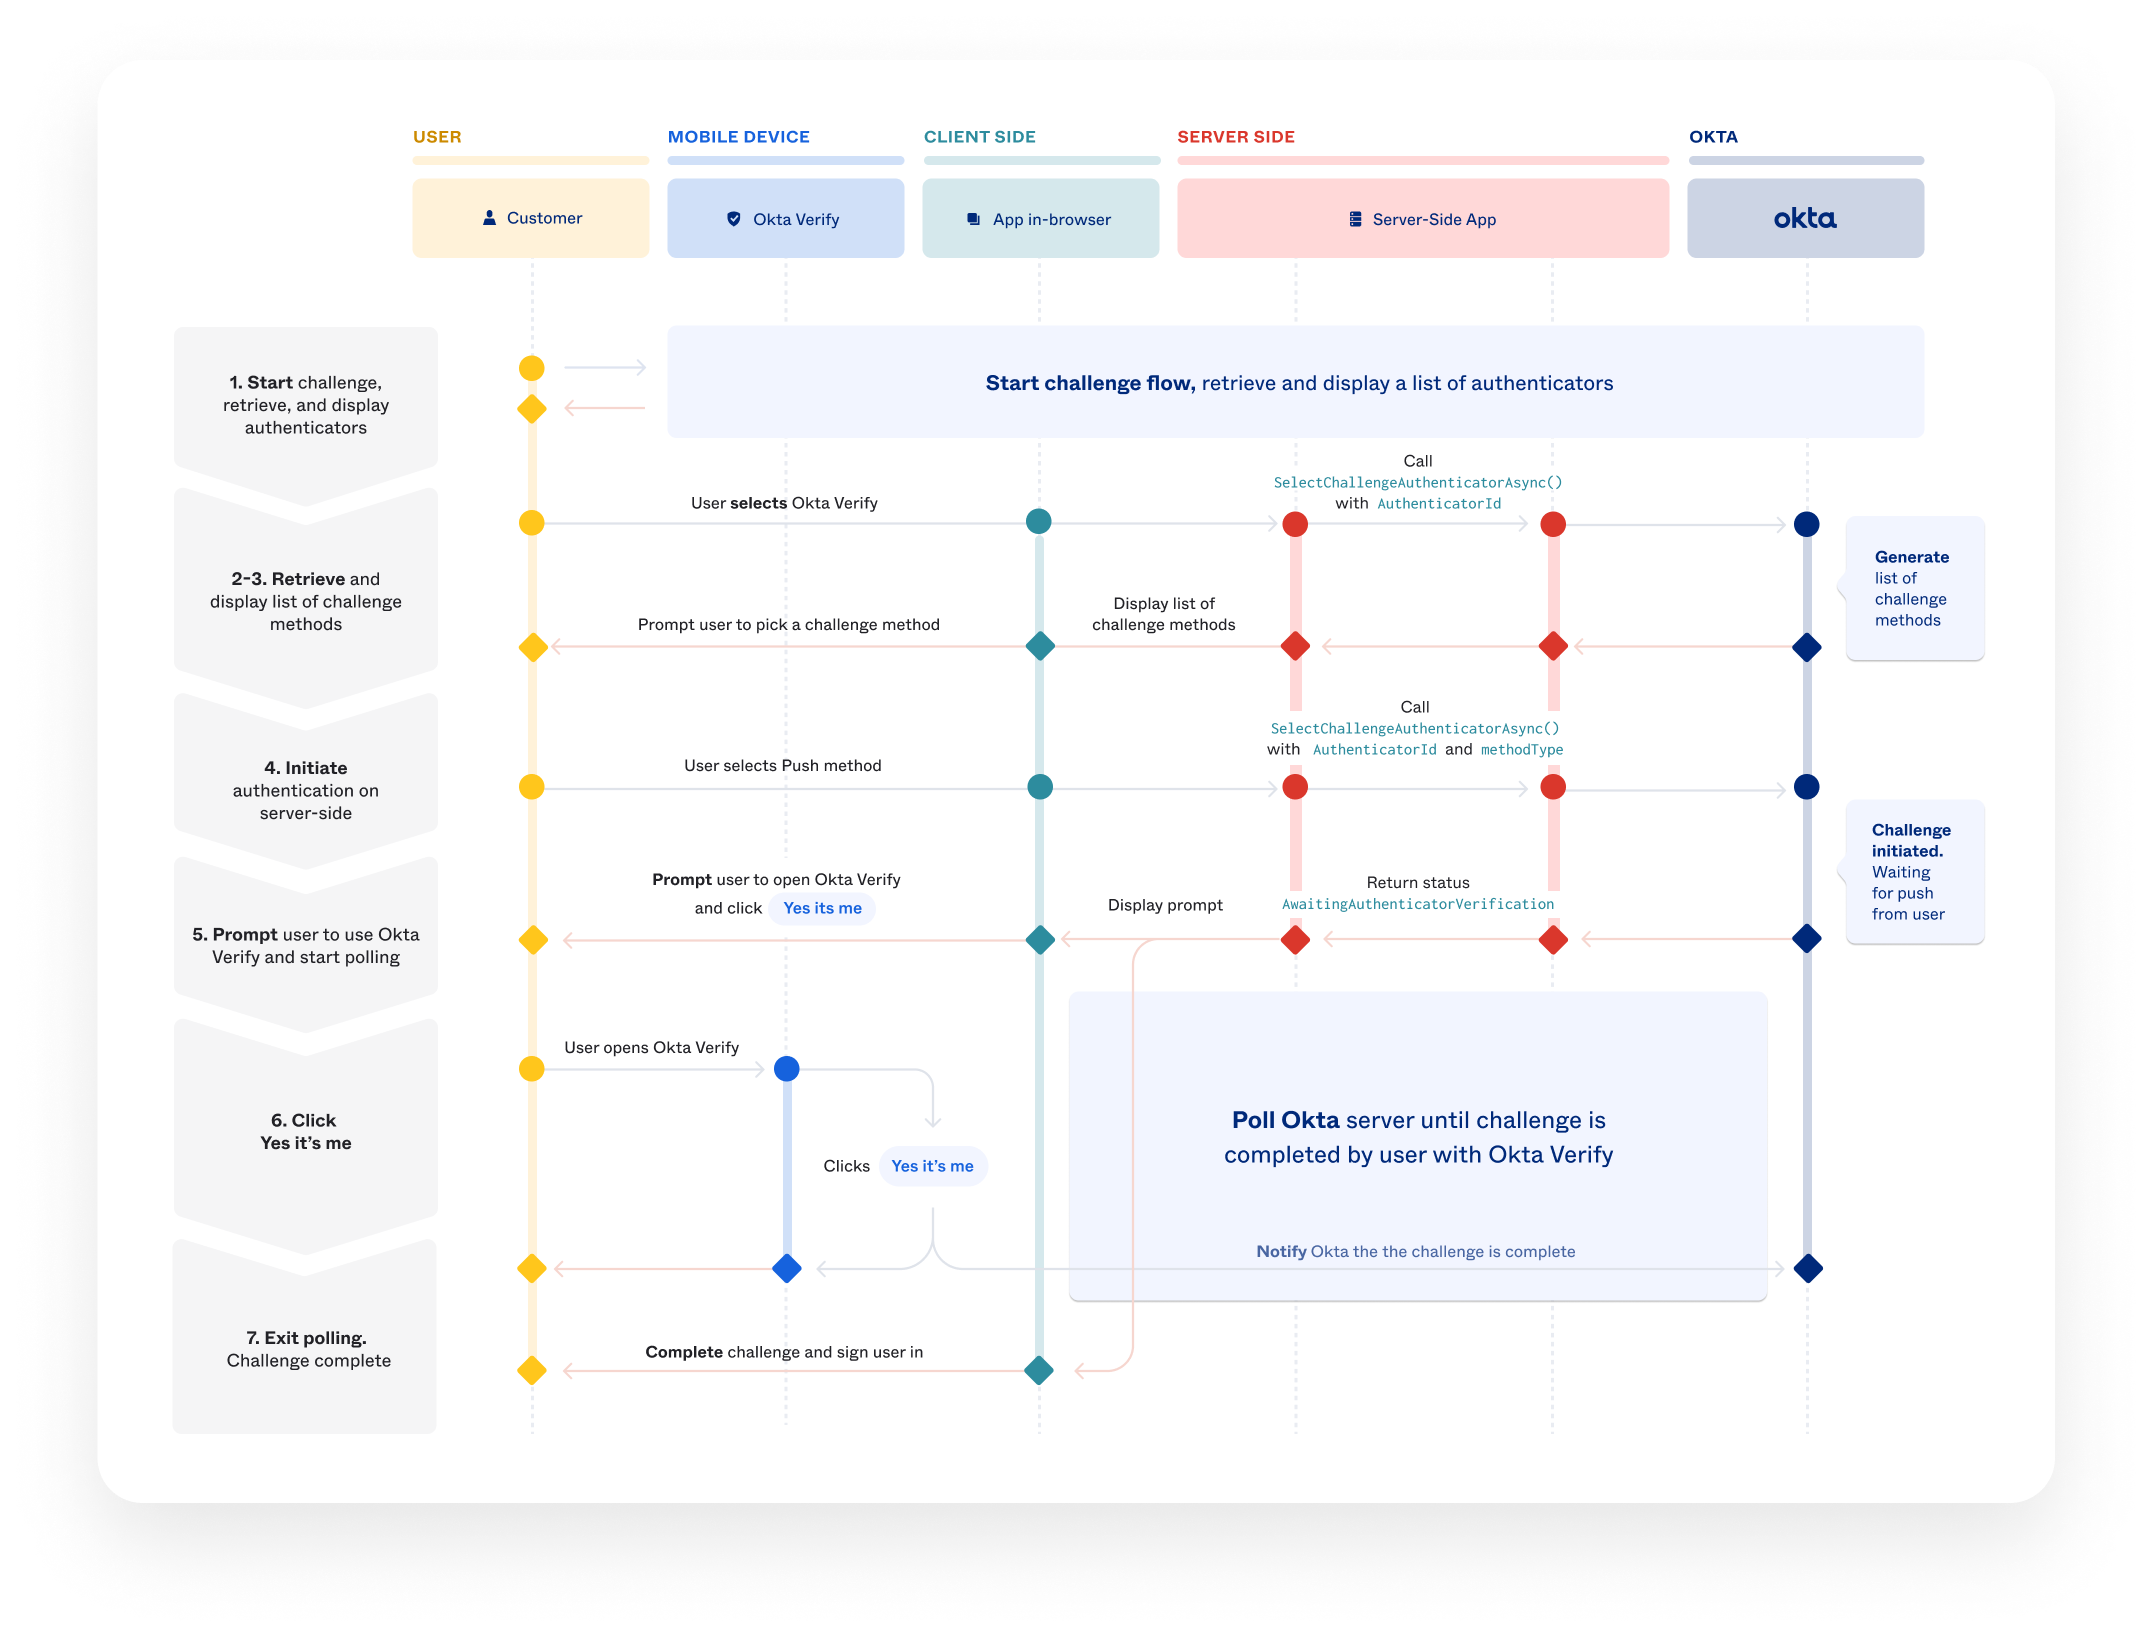 USER
MOBILE DEVICE
CLIENT SIDE
SERVER SIDE
OKTA
Customer
Okta Verify
App in-browser
Server-Side App
okta
1. Start challenge,
retrieve, and display
authenticators
Start challenge flow, retrieve and display a list of authenticators
2-3. Retrieve and
display list of challenge
methods
User selects Okta Verify
Call
SelectChallengeAuthenticatorAsync()
with AuthenticatorId
Generate
list of
challenge
methods
Prompt user to pick a challenge method
Display list of
challenge methods
4. Initiate
authentication on
server-side
User selects Push method
Call
SelectChallengeAuthenticatorAsync()
with AuthenticatorId and methodType
Challenge
initiated.
Waiting
for push
from user
5. Prompt user to use Okta
Verify and start polling
Prompt user to open Okta Verify
and click Yes its me
Display prompt
Return status
AwaitingAuthenticatorVerification
6. Click
Yes it's me
User opens Okta Verify
Clicks Yes it's me
Poll Okta server until challenge is
completed by user with Okta Verify
Notify Okta the the challenge is complete
7. Exit polling.
Challenge complete
Complete challenge and sign user in